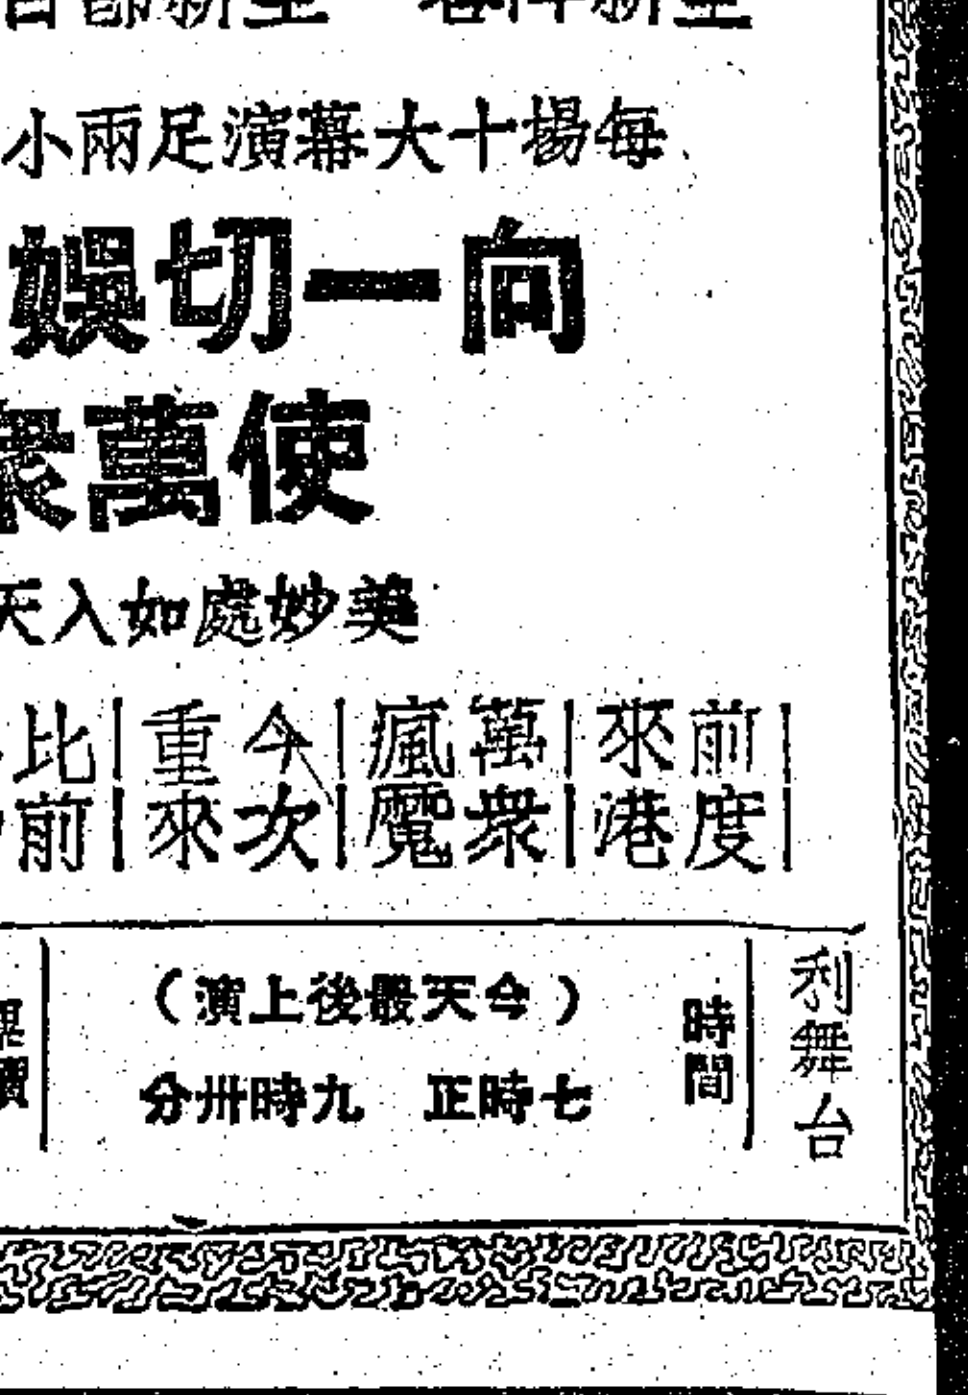 每場十大幕演足兩小
向一切娛
使萬衆
美妙處如入天
前度來港
萬衆瘋魔
今次重來
比前
利舞台
時間
(今天後上演)
七時正 九時卅分
票價